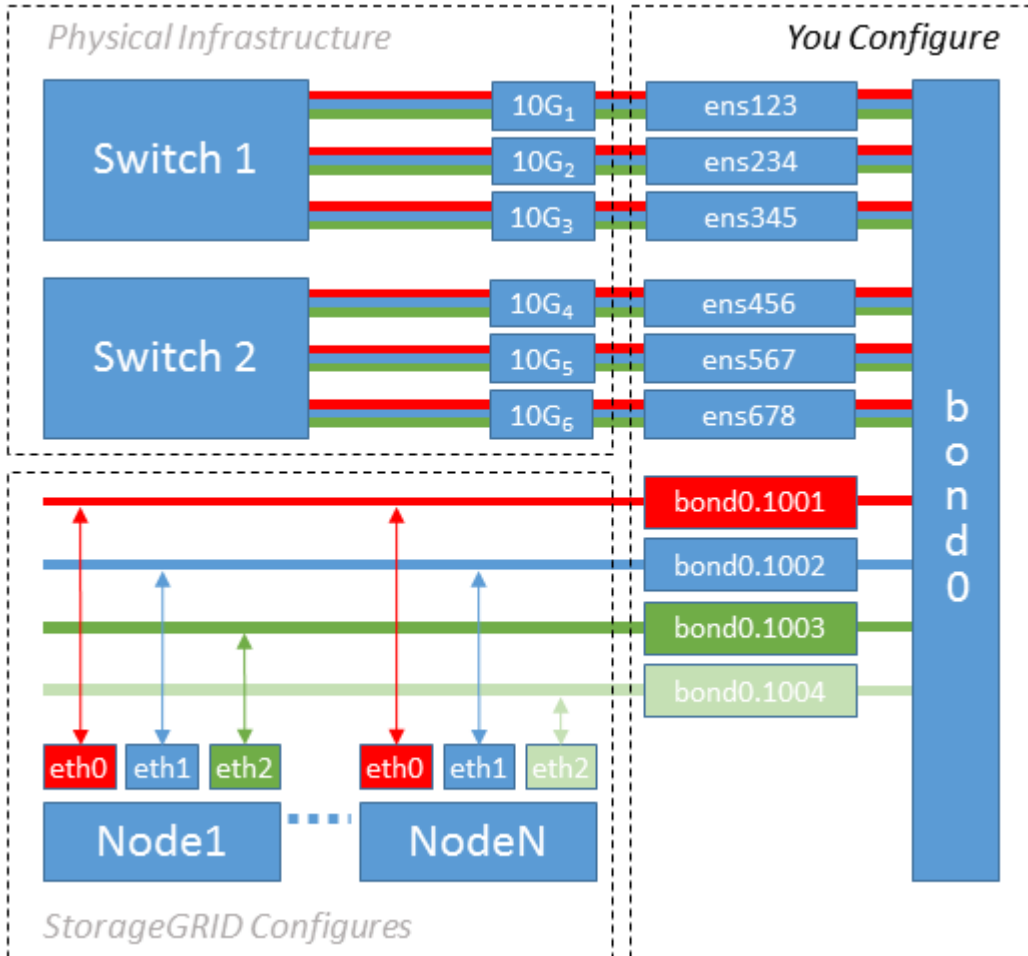 Physical Infrastructure
You Configure
Switch 1
10G₁
ens123
10G₂
ens234
10G₃
ens345
Switch 2
10G₄
ens456
10G₅
ens567
10G₆
ens678
bond0
bond0.1001
bond0.1002
bond0.1003
bond0.1004
eth0
eth1
eth2
eth0
eth1
eth2
Node1
NodeN
StorageGRID Configures